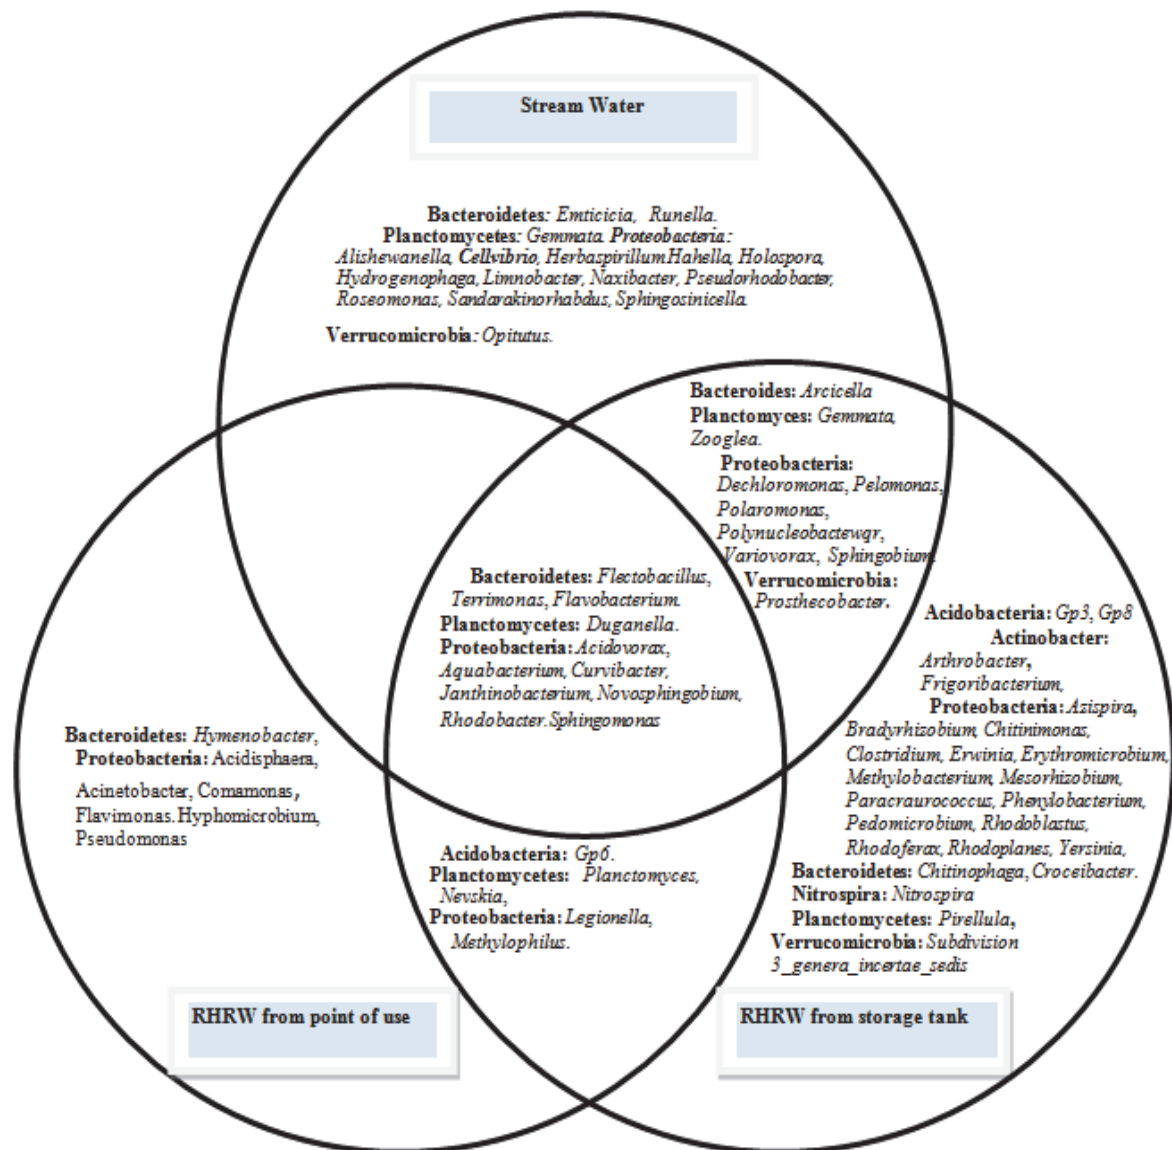 Stream Water
Bacteroidetes: Emticicia, Runella.
Planctomycetes: Gemmata. Proteobacteria:
Alishewanella, Cellvibrio, Herbaspirillum Hahella, Holospora,
Hydrogenophaga, Limnobacter, Naxibacter, Pseudorhodobacter,
Roseomonas, Sandarakinorhabdus, Sphingosinicella.
Verrucomicrobia: Opitutus.
Bacteroides: Arcicella
Planctomyces: Gemmata,
Zooglea.
Proteobacteria:
Dechloromonas, Pelomonas,
Polaromonas,
Polynucleobactewqr,
Variovorax, Sphingobium.
Verrucomicrobia:
Prosthecobacter.
Bacteroidetes: Flectobacillus,
Terrimonas, Flavobacterium.
Planctomycetes: Duganella.
Proteobacteria: Acidovorax,
Aquabacterium, Curvibacter,
Janthinobacterium, Novosphingobium,
Rhodobacter. Sphingomonas
Acidobacteria: Gp3, Gp8
Actinobacter:
Arthrobacter,
Frigoribacterium,
Proteobacteria: Azispira,
Bradyrhizobium, Chitinimonas,
Clostridium, Erwinia, Erythromicrobium,
Methylobacterium, Mesorhizobium,
Paracraurococcus, Phenylobacterium,
Pedomicrobium, Rhodoblastus,
Rhodoferax, Rhodoplanes, Yersinia,
Bacteroidetes: Chitinophaga, Croceibacter.
Nitrospira: Nitrospira
Planctomycetes: Pirellula,
Verrucomicrobia: Subdivision
3_genera_incertae_sedis
Bacteroidetes: Hymenobacter,
Proteobacteria: Acidisphaera,
Acinetobacter, Comamonas,
Flavimonas. Hyphomicrobium,
Pseudomonas
Acidobacteria: Gp6.
Planctomycetes: Planctomyces,
Nevskia,
Proteobacteria: Legionella,
Methylophilus.
RHRW from point of use
RHRW from storage tank